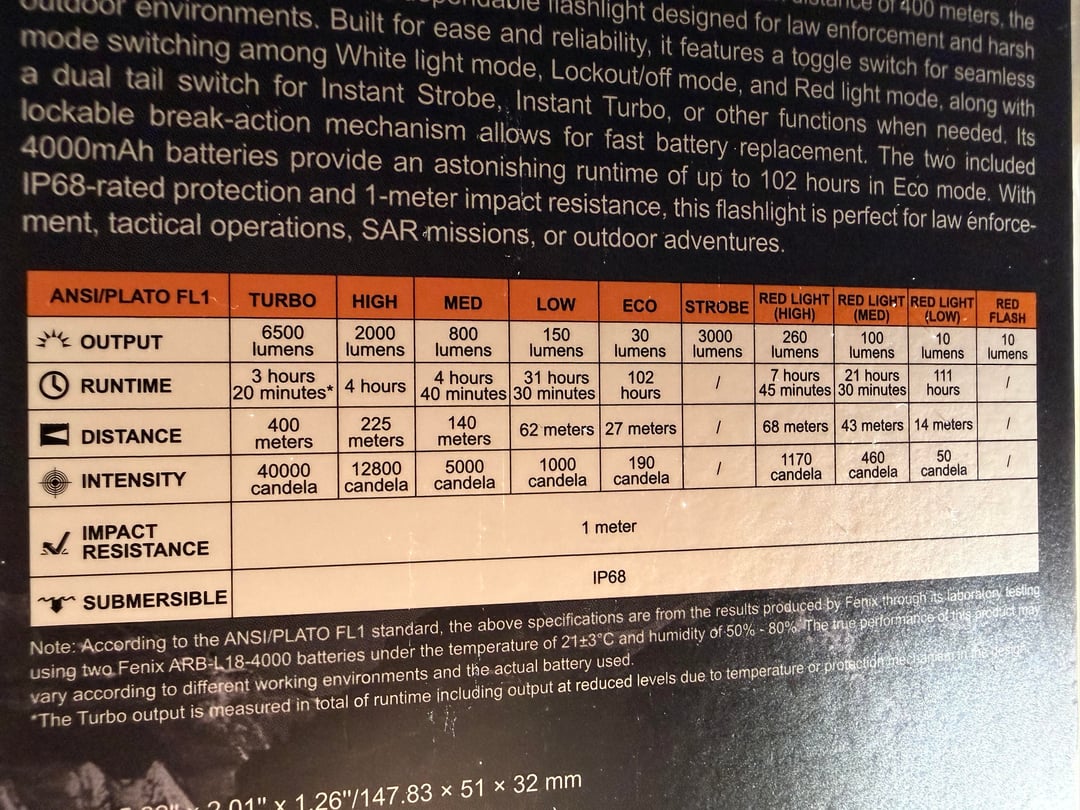 flashlight designed for law enforcement and harsh
outdoor environments. Built for ease and reliability, it features a toggle switch for seamless
mode switching among White light mode, Lockout/off mode, and Red light mode, along with
a dual tail switch for Instant Strobe, Instant Turbo, or other functions when needed. Its
lockable break-action mechanism allows for fast battery replacement. The two included
4000mAh batteries provide an astonishing runtime of up to 102 hours in Eco mode. With
IP68-rated protection and 1-meter impact resistance, this flashlight is perfect for law enforce-
ment, tactical operations, SAR missions, or outdoor adventures.
ANSI/PLATO FL1 TURBO HIGH MED LOW ECO STROBE RED LIGHT (HIGH) RED LIGHT (MED) RED LIGHT (LOW) RED FLASH
OUTPUT 6500 lumens 2000 lumens 800 lumens 150 lumens 30 lumens 3000 lumens 260 lumens 100 lumens 10 lumens 10 lumens
RUNTIME 3 hours 20 minutes* 4 hours 4 hours 40 minutes 31 hours 30 minutes 102 hours / 7 hours 45 minutes 21 hours 30 minutes 111 hours /
DISTANCE 400 meters 225 meters 140 meters 62 meters 27 meters / 68 meters 43 meters 14 meters /
INTENSITY 40000 candela 12800 candela 5000 candela 1000 candela 190 candela / 1170 candela 460 candela 50 candela /
IMPACT RESISTANCE 1 meter
SUBMERSIBLE IP68
Note: According to the ANSI/PLATO FL1 standard, the above specifications are from the results produced by Fenix through its laboratory testing
using two Fenix ARB-L18-4000 batteries under the temperature of 21±3°C and humidity of 50% - 80%. The true performance of this product may
vary according to different working environments and the actual battery used.
*The Turbo output is measured in total of runtime including output at reduced levels due to temperature or protection mechanism in the design.
x 2.01" x 1.26"/147.83 × 51 × 32 mm